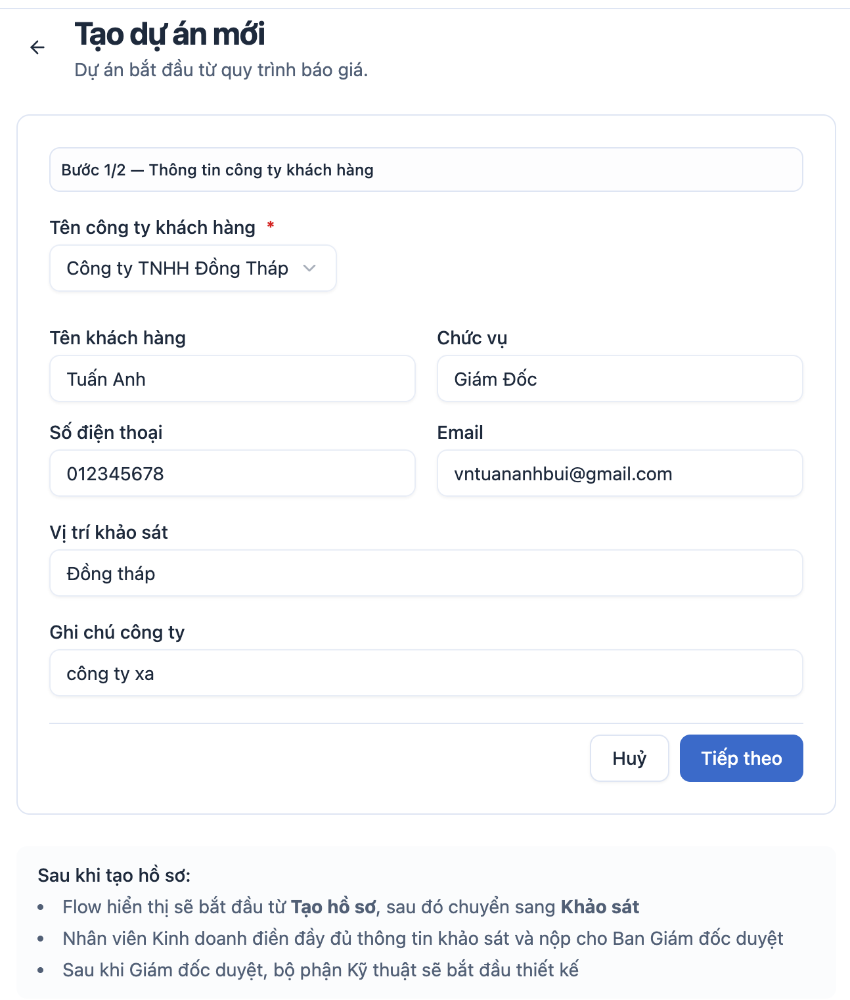 Tạo dự án mới
Dự án bắt đầu từ quy trình báo giá.
Bước 1/2 — Thông tin công ty khách hàng
Tên công ty khách hàng *
Công ty TNHH Đồng Tháp
Tên khách hàng
Chức vụ
Tuấn Anh
Giám Đốc
Số điện thoại
Email
012345678
vntuananhbui@gmail.com
Vị trí khảo sát
Đồng tháp
Ghi chú công ty
công ty xa
Huỷ
Tiếp theo
Sau khi tạo hồ sơ:
• Flow hiển thị sẽ bắt đầu từ Tạo hồ sơ, sau đó chuyển sang Khảo sát
• Nhân viên Kinh doanh điền đầy đủ thông tin khảo sát và nộp cho Ban Giám đốc duyệt
• Sau khi Giám đốc duyệt, bộ phận Kỹ thuật sẽ bắt đầu thiết kế